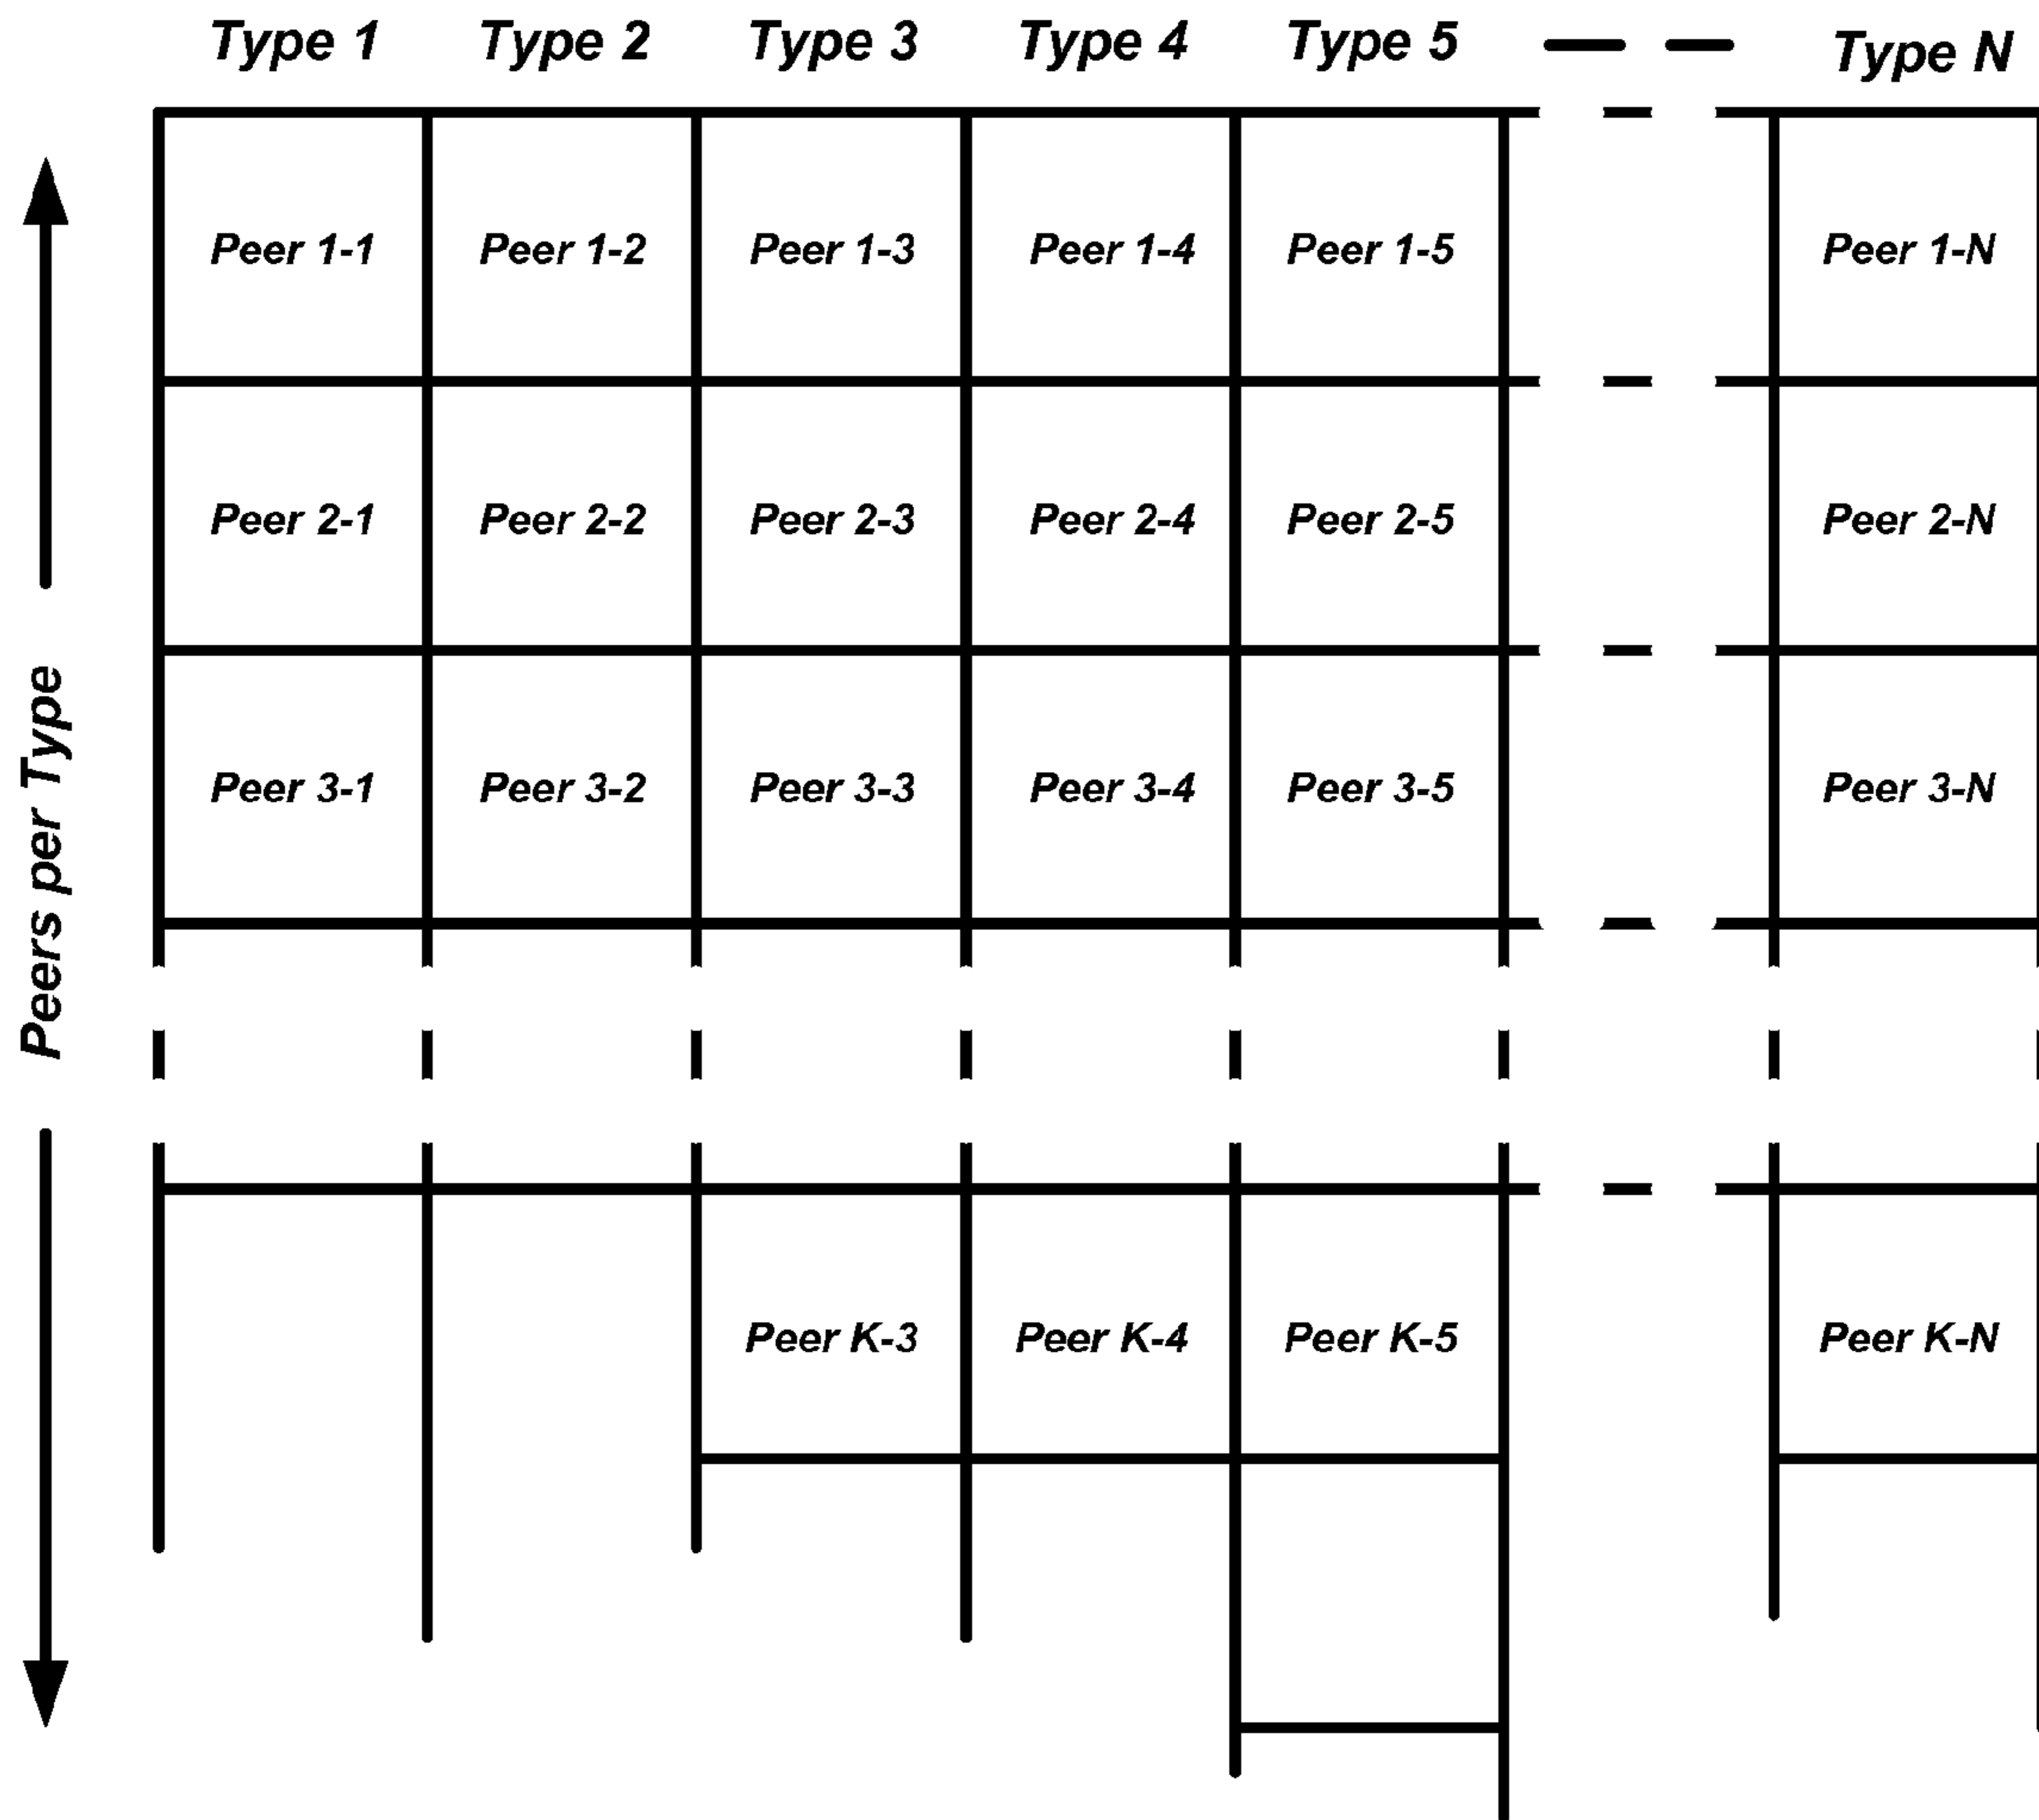 Type 1 Type 2 Type 3 Type 4 Type 5 Type N
Peer 1-1 Peer 1-2 Peer 1-3 Peer 1-4 Peer 1-5 Peer 1-N
Peer 2-1 Peer 2-2 Peer 2-3 Peer 2-4 Peer 2-5 Peer 2-N
Peers per Type
Peer 3-1 Peer 3-2 Peer 3-3 Peer 3-4 Peer 3-5 Peer 3-N
Peer K-3 Peer K-4 Peer K-5 Peer K-N